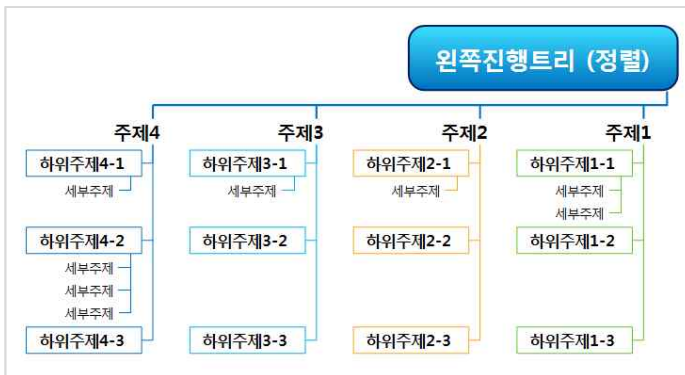 왼쪽진행트리 (정렬)
주제4 주제3 주제2 주제1
하위주제4-1 하위주제3-1 하위주제2-1 하위주제1-1
세부주제 세부주제 세부주제 세부주제
세부주제
하위주제4-2 하위주제3-2 하위주제2-2 하위주제1-2
세부주제
세부주제
세부주제
하위주제4-3 하위주제3-3 하위주제2-3 하위주제1-3